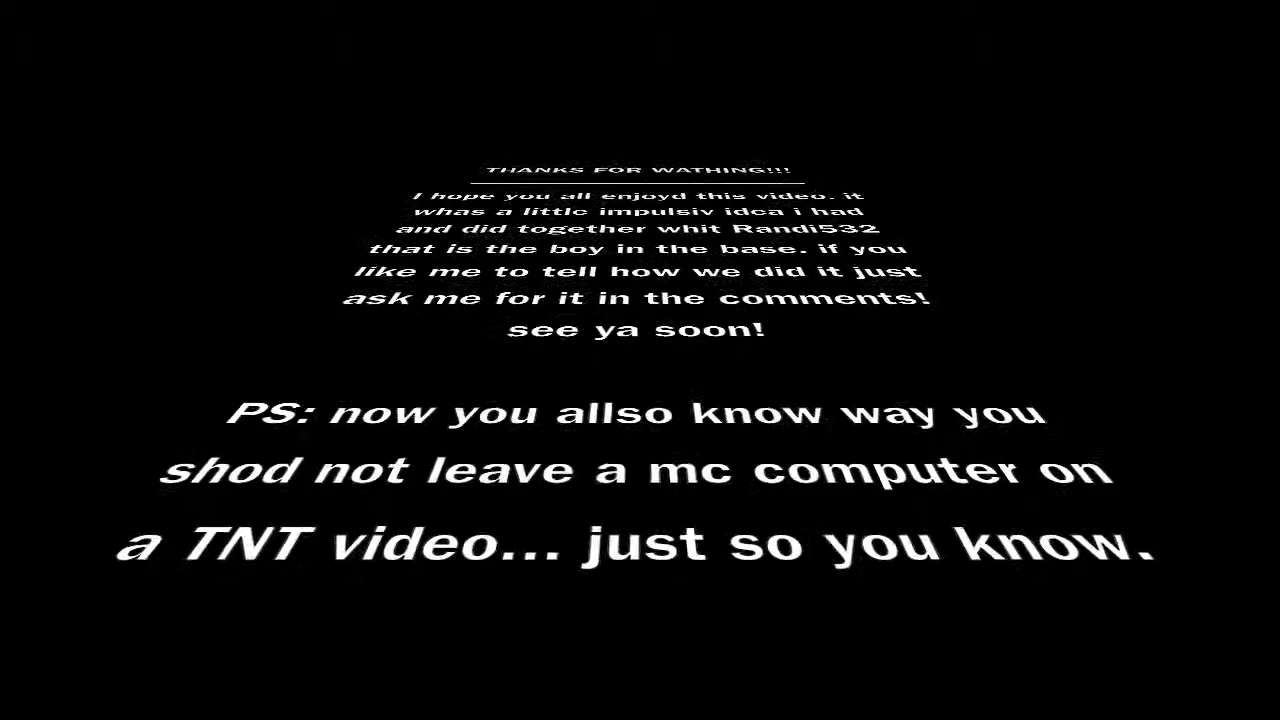 THANKS FOR WATHING!!!
I hope you all enjoyd this video. it
whas a little impulsiv idea i had
and did together whit Randi532
that is the boy in the base. if you
like me to tell how we did it just
ask me for it in the comments!
see ya soon!
PS: now you allso know way you
shod not leave a mc computer on
a TNT video... just so you know.